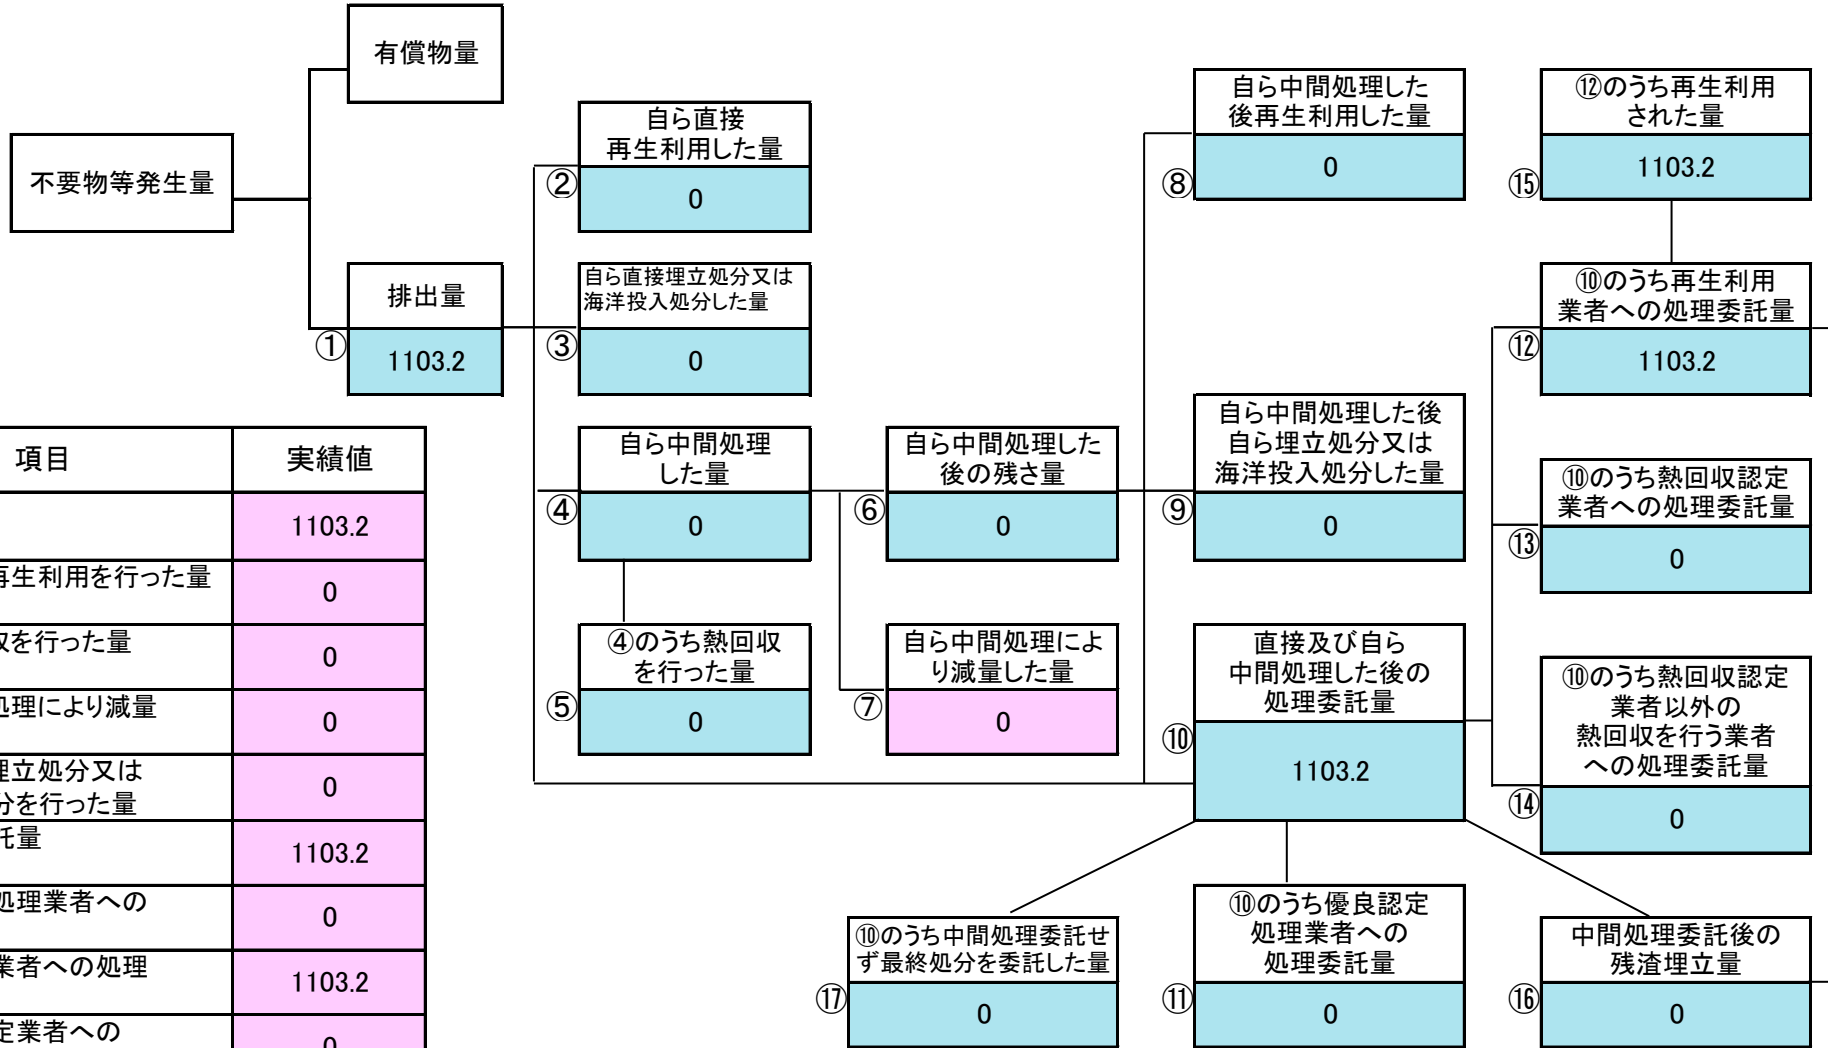 有償物量
不要物等発生量
排出量
①
1103.2
自ら直接
再生利用した量
②
0
自ら直接埋立処分又は
海洋投入処分した量
③
0
自ら中間処理
した量
④
0
④のうち熱回収
を行った量
⑤
0
自ら中間処理した
後の残さ量
⑥
0
自ら中間処理によ
り減量した量
⑦
0
自ら中間処理した
後再生利用した量
⑧
0
自ら中間処理した後
自ら埋立処分又は
海洋投入処分した量
⑨
0
直接及び自ら
中間処理した後の
処理委託量
⑩
1103.2
⑩のうち優良認定
処理業者への
処理委託量
⑪
0
⑫のうち再生利用
された量
⑮
1103.2
⑩のうち再生利用
業者への処理委託量
⑫
1103.2
⑩のうち熱回収認定
業者への処理委託量
⑬
0
⑩のうち熱回収認定
業者以外の
熱回収を行う業者
への処理委託量
⑭
0
⑩のうち中間処理委託せ
ず最終処分を委託した量
⑰
0
中間処理委託後の
残渣埋立量
⑯
0
項目 実績値
1103.2
再生利用を行った量
0
収を行った量
0
処理により減量
0
埋立処分又は
分を行った量
0
託量
1103.2
処理業者への
0
業者への処理
1103.2
定業者への
0